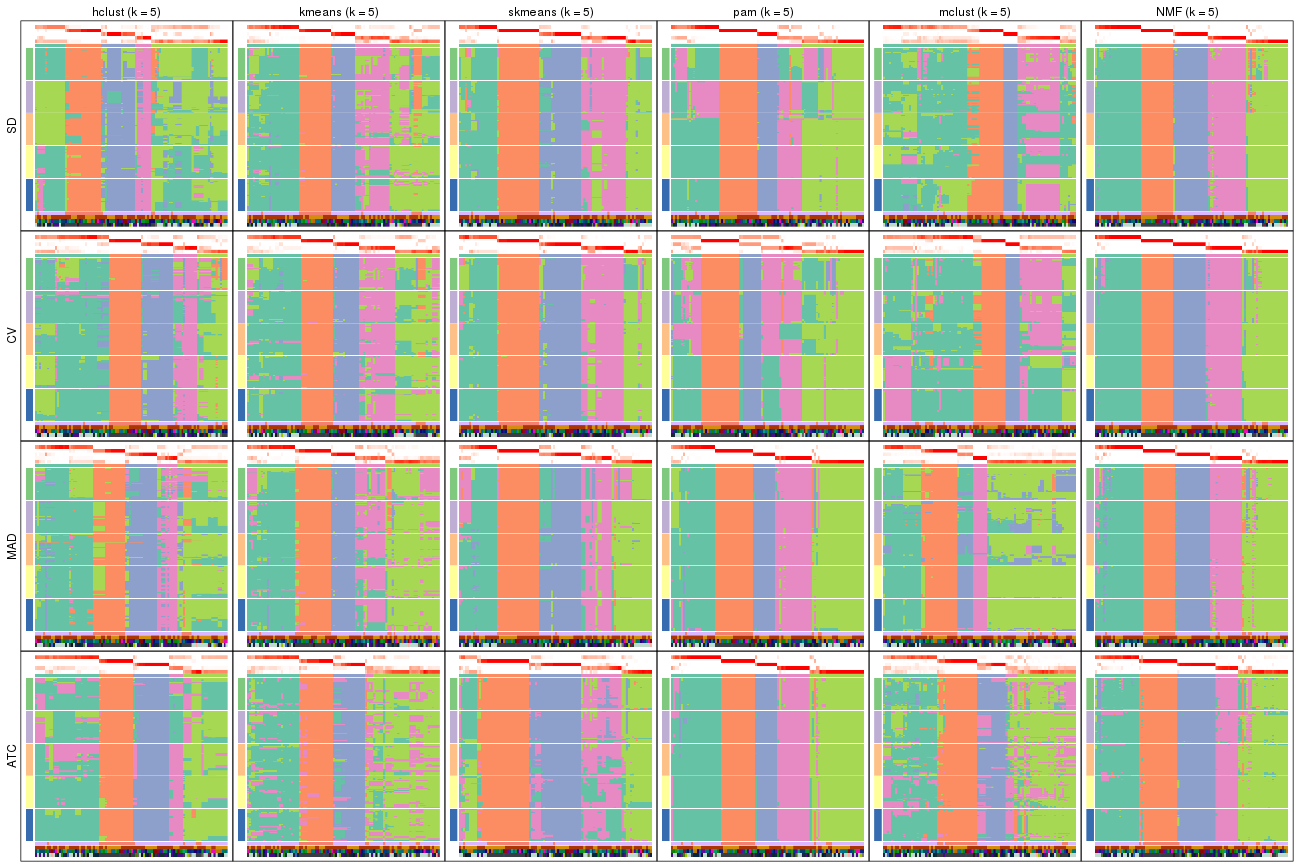 hclust (k = 5)
kmeans (k = 5)
skmeans (k = 5)
pam (k = 5)
mclust (k = 5)
NMF (k = 5)
SD
CV
MAD
ATC